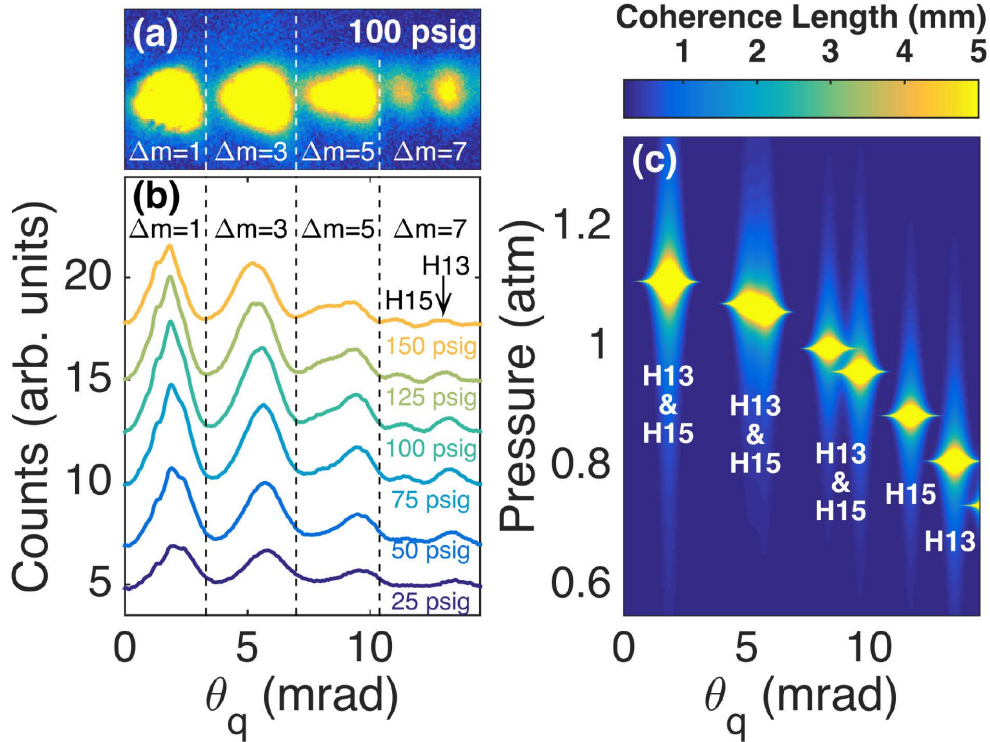 (a) 100 psig
Δm=1 Δm=3 Δm=5 Δm=7
(b)
Δm=1 Δm=3 Δm=5 Δm=7
H13
H15
150 psig
125 psig
100 psig
75 psig
50 psig
25 psig
20
15
10
5
Counts (arb. units)
0 5 10
θq (mrad)
Coherence Length (mm)
1 2 3 4 5
(c)
1.2
1
0.8
0.6
Pressure (atm)
H13
&
H15
H13
&
H15
H13
&
H15
H15
H13
0 5 10
θq (mrad)